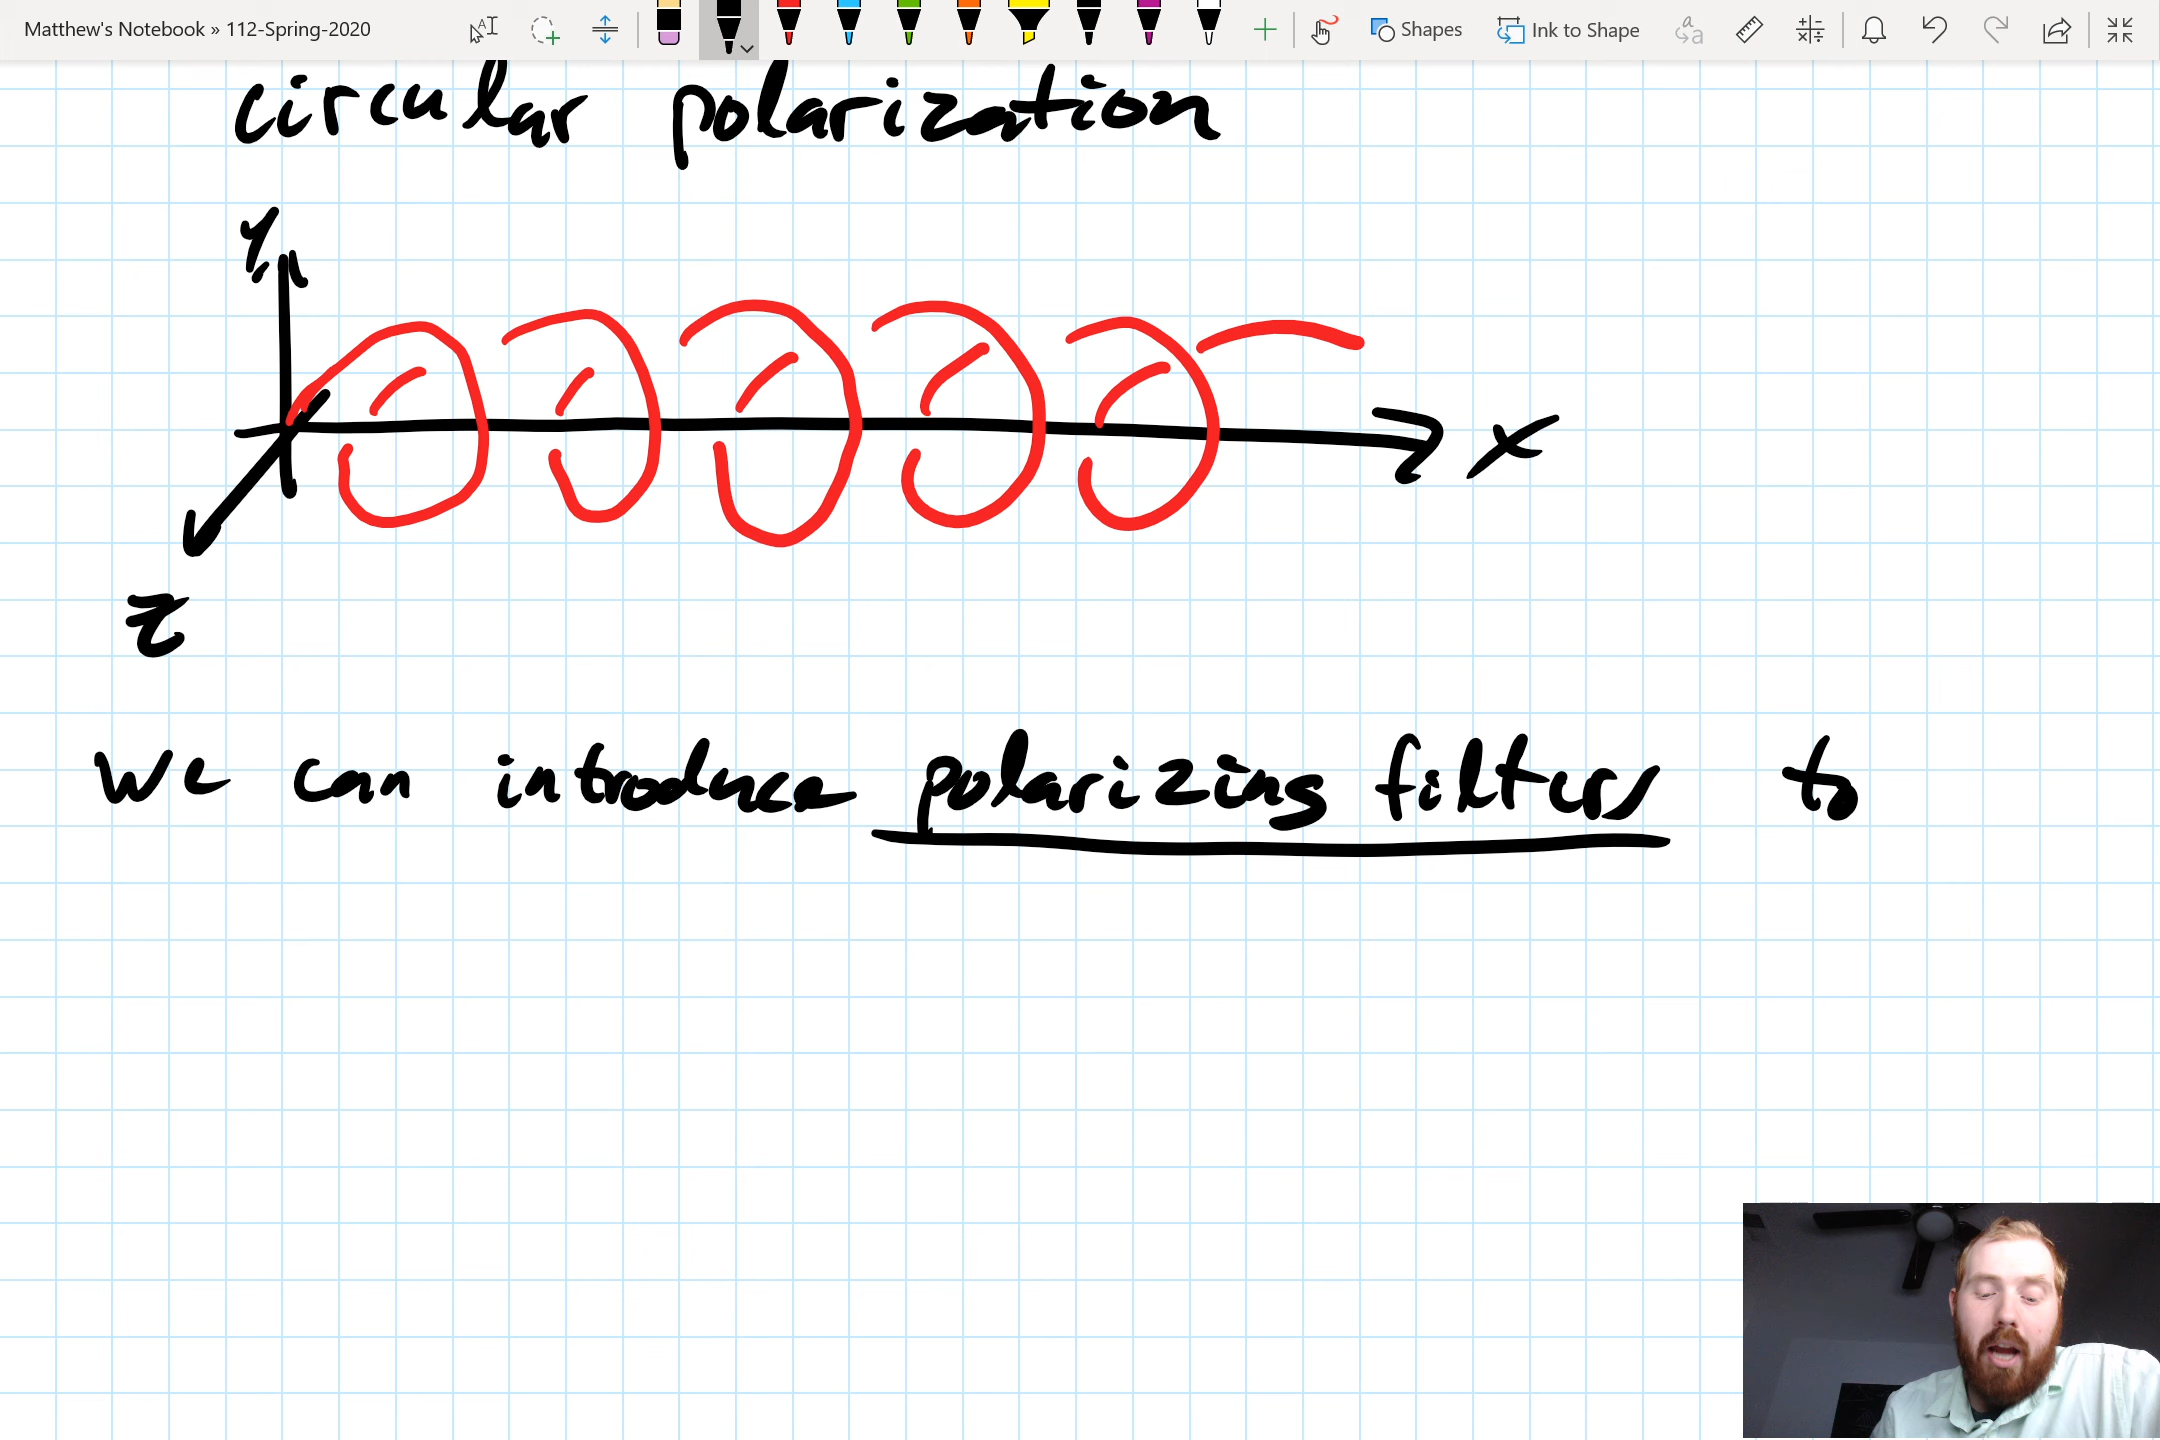 Matthew's Notebook » 112-Spring-2020
Shapes
Ink to Shape
circular polarization
y
x
z
we can introduce polarizing filters to